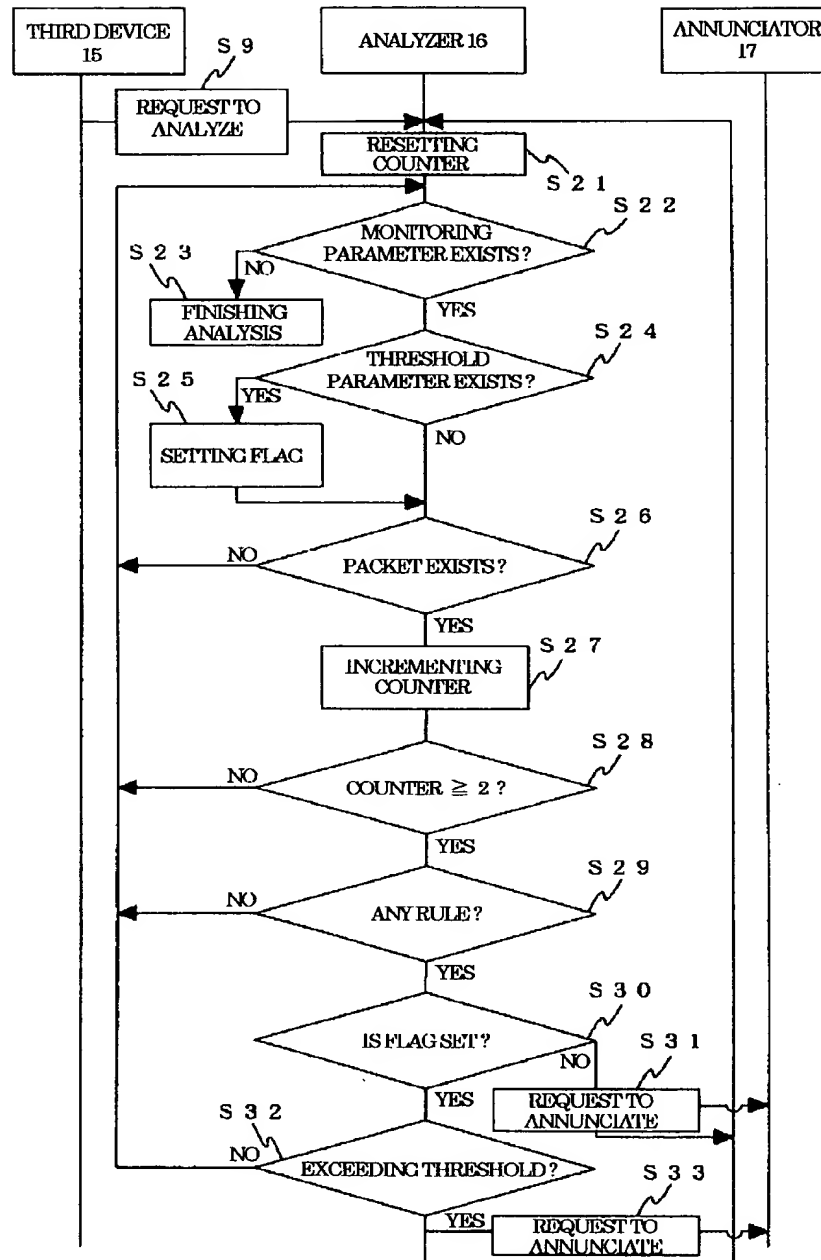 THIRD DEVICE
15
ANALYZER 16
ANNUNCIATOR
17
S 9
REQUEST TO
ANALYZE
RESETTING
COUNTER
S 2 1
S 2 2
MONITORING
PARAMETER EXISTS ?
S 2 3
NO
FINISHING
ANALYSIS
YES
S 2 4
THRESHOLD
PARAMETER EXISTS ?
S 2 5
YES
SETTING FLAG
NO
S 2 6
NO
PACKET EXISTS ?
YES
S 2 7
INCREMENTING
COUNTER
S 2 8
NO
COUNTER ≧ 2 ?
YES
S 2 9
NO
ANY RULE ?
YES
S 3 0
IS FLAG SET ?
NO
S 3 1
YES
REQUEST TO
ANNUNCIATE
S 3 2
NO
EXCEEDING THRESHOLD ?
S 3 3
YES
REQUEST TO
ANNUNCIATE